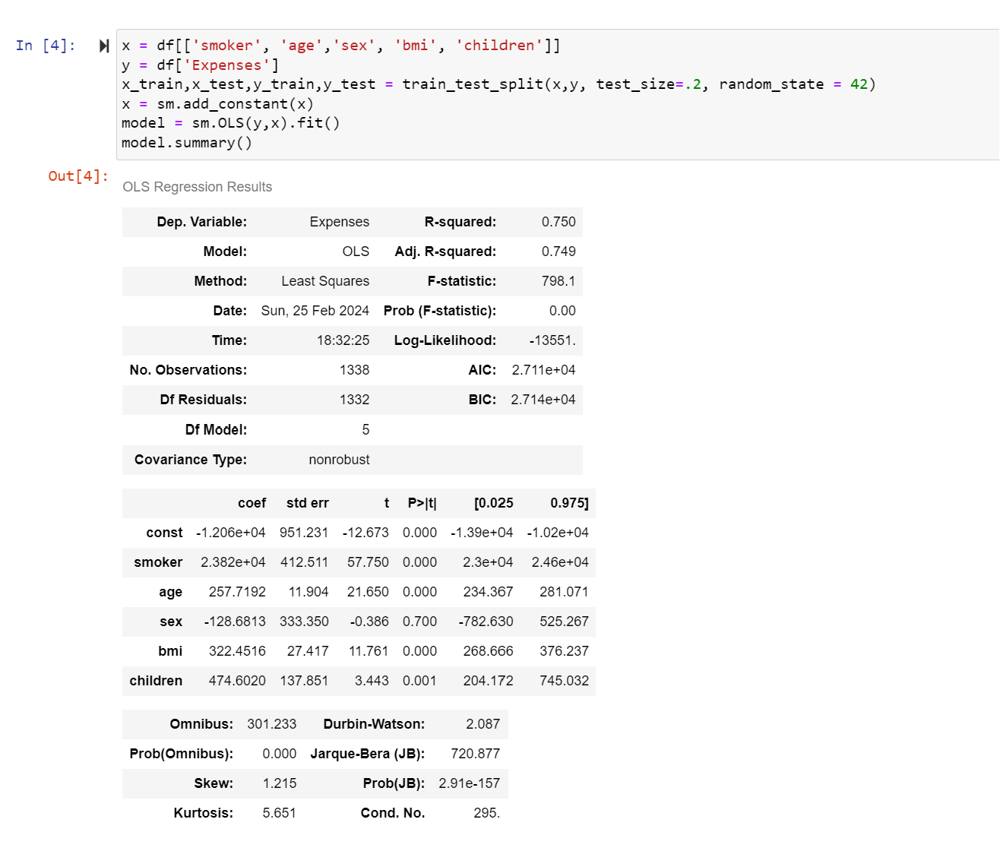 In [4]:
x = df[['smoker', 'age','sex', 'bmi', 'children']]
y = df['Expenses']
x_train,x_test,y_train,y_test = train_test_split(x,y, test_size=.2, random_state = 42)
x = sm.add_constant(x)
model = sm.OLS(y,x).fit()
model.summary()
Out[4]:
OLS Regression Results
Dep. Variable: Expenses R-squared: 0.750
Model: OLS Adj. R-squared: 0.749
Method: Least Squares F-statistic: 798.1
Date: Sun, 25 Feb 2024 Prob (F-statistic): 0.00
Time: 18:32:25 Log-Likelihood: -13551.
No. Observations: 1338 AIC: 2.711e+04
Df Residuals: 1332 BIC: 2.714e+04
Df Model: 5
Covariance Type: nonrobust
coef std err t P>|t| [0.025 0.975]
const -1.206e+04 951.231 -12.673 0.000 -1.39e+04 -1.02e+04
smoker 2.382e+04 412.511 57.750 0.000 2.3e+04 2.46e+04
age 257.7192 11.904 21.650 0.000 234.367 281.071
sex -128.6813 333.350 -0.386 0.700 -782.630 525.267
bmi 322.4516 27.417 11.761 0.000 268.666 376.237
children 474.6020 137.851 3.443 0.001 204.172 745.032
Omnibus: 301.233 Durbin-Watson: 2.087
Prob(Omnibus): 0.000 Jarque-Bera (JB): 720.877
Skew: 1.215 Prob(JB): 2.91e-157
Kurtosis: 5.651 Cond. No. 295.